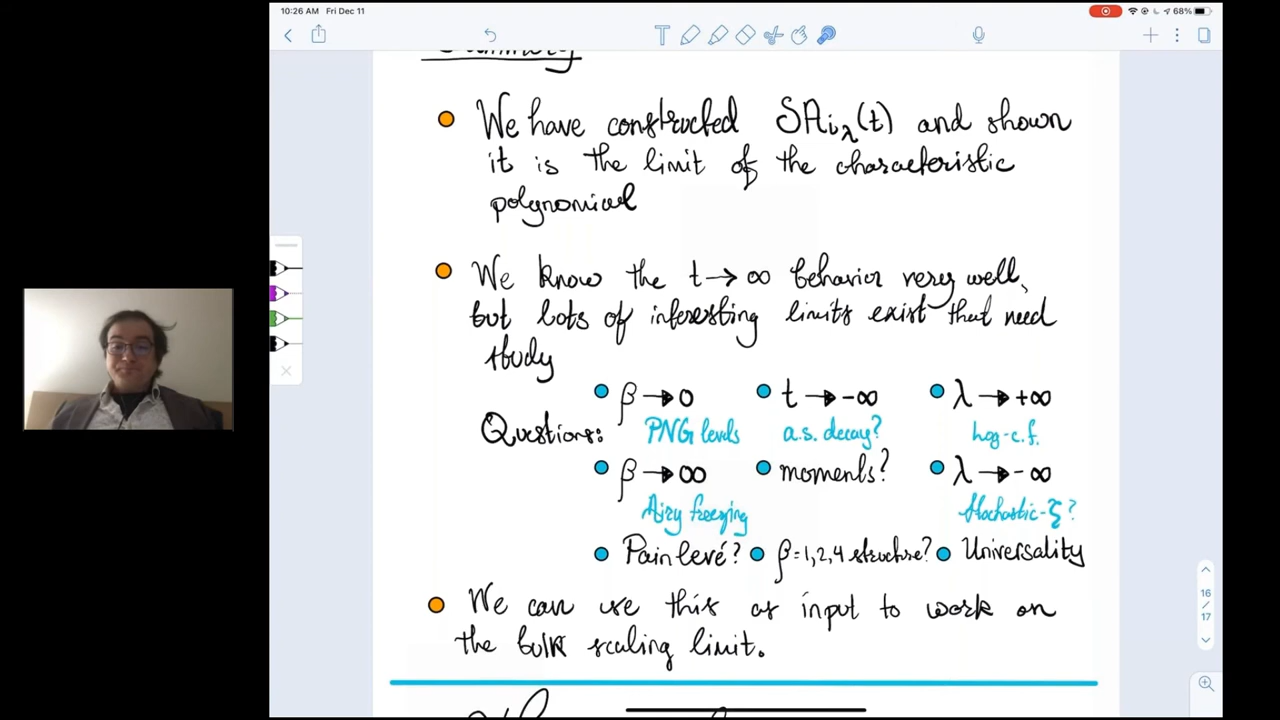 10:26 AM Fri Dec 11
68%
Summary
We have constructed SAi_λ(t) and shown
it is the limit of the characteristic
polynomial
We know the t→∞ behavior very well,
but lots of interesting limits exist that need
study
Questions:
β→0 t→-∞ λ→+∞
PNG levels a.s. decay?
β→∞ moments? λ→-∞
Airy freezing Stochastic-ζ?
Painlevé? β=1,2,4 structure? Universality
We can use this as input to work on
the bulk scaling limit.
16
/
17